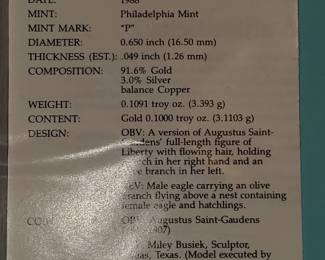 DATE: 1988
MINT: Philadelphia Mint
MINT MARK: "P"
DIAMETER: 0.650 inch (16.50 mm)
THICKNESS (EST.): .049 inch (1.26 mm)
COMPOSITION: 91.6% Gold
3.0% Silver
balance Copper
WEIGHT: 0.1091 troy oz. (3.393 g)
CONTENT: Gold 0.1000 troy oz. (3.1103 g)
DESIGN: OBV: A version of Augustus Saint-
Gaudens' full-length figure of
Liberty with flowing hair, holding
in her right hand and an
branch in her left.
Male eagle carrying an olive
branch flying above a nest containing
female eagle and hatchlings.
Augustus Saint-Gaudens
Miley Busiek, Sculptor,
Texas. (Model executed by